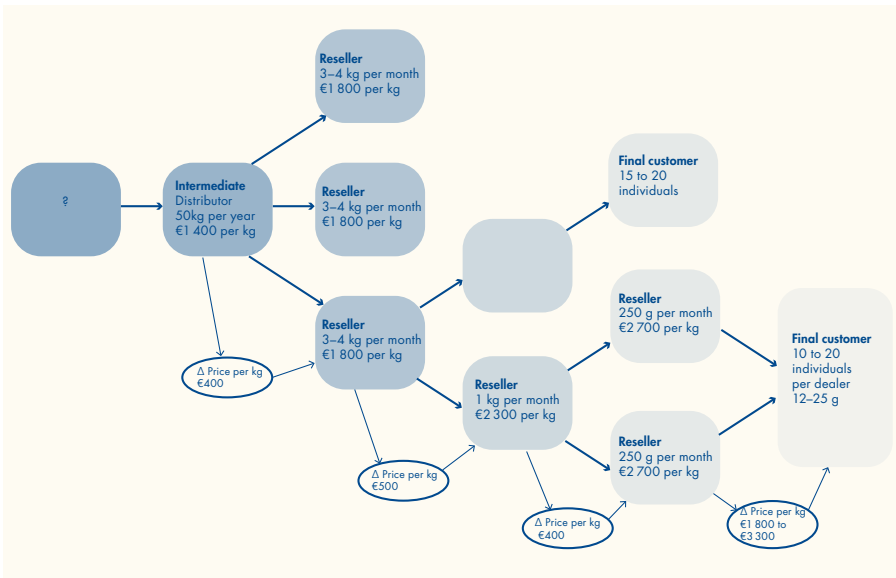 Reseller
3–4 kg per month
€1 800 per kg
?
Intermediate
Distributor
50kg per year
€1 400 per kg
Reseller
3–4 kg per month
€1 800 per kg
Final customer
15 to 20
individuals
Reseller
3–4 kg per month
€1 800 per kg
Reseller
250 g per month
€2 700 per kg
Final customer
10 to 20
individuals
per dealer
12–25 g
Δ Price per kg
€400
Reseller
1 kg per month
€2 300 per kg
Reseller
250 g per month
€2 700 per kg
Δ Price per kg
€500
Δ Price per kg
€400
Δ Price per kg
€1 800 to
€3 300